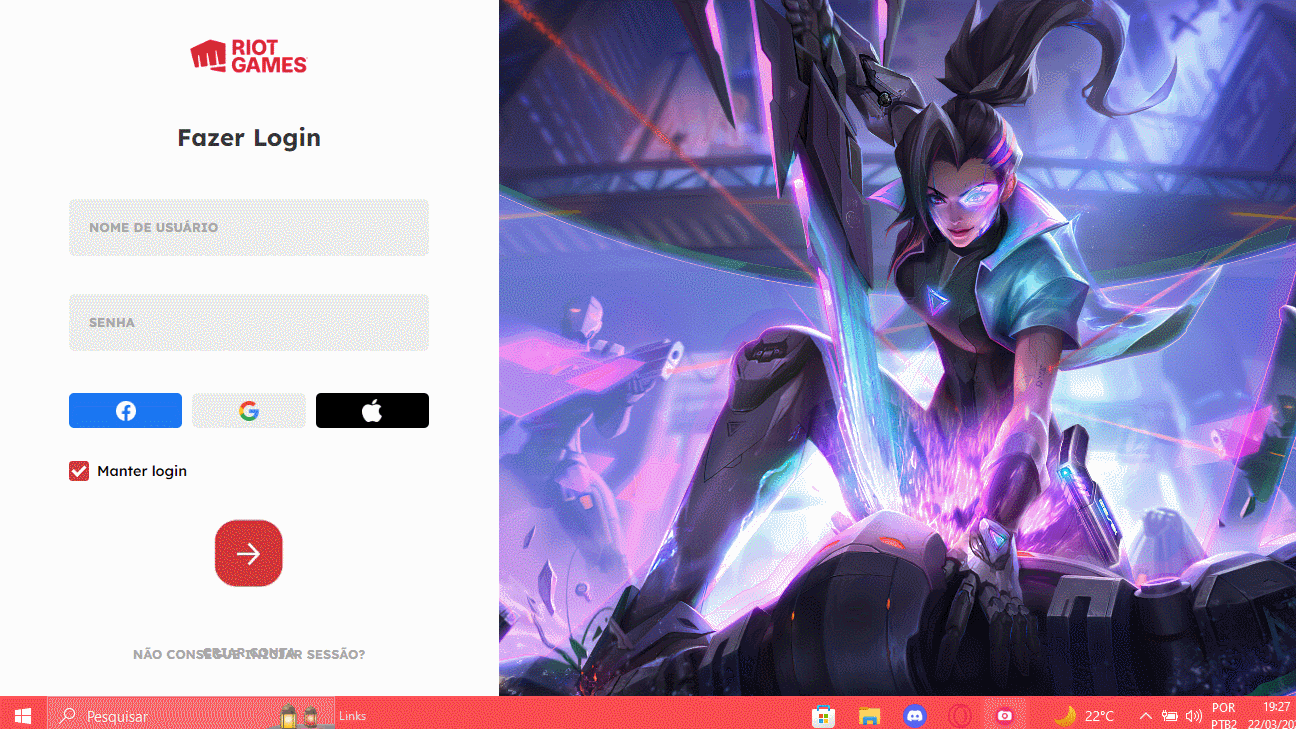 RIOT
GAMES
Fazer Login
NOME DE USUÁRIO
SENHA
Manter login
CRIAR CONTA
NÃO CONSEGUE INICIAR SESSÃO?
Pesquisar
Links
22°C
POR
PTB2
19:27
22/03/20